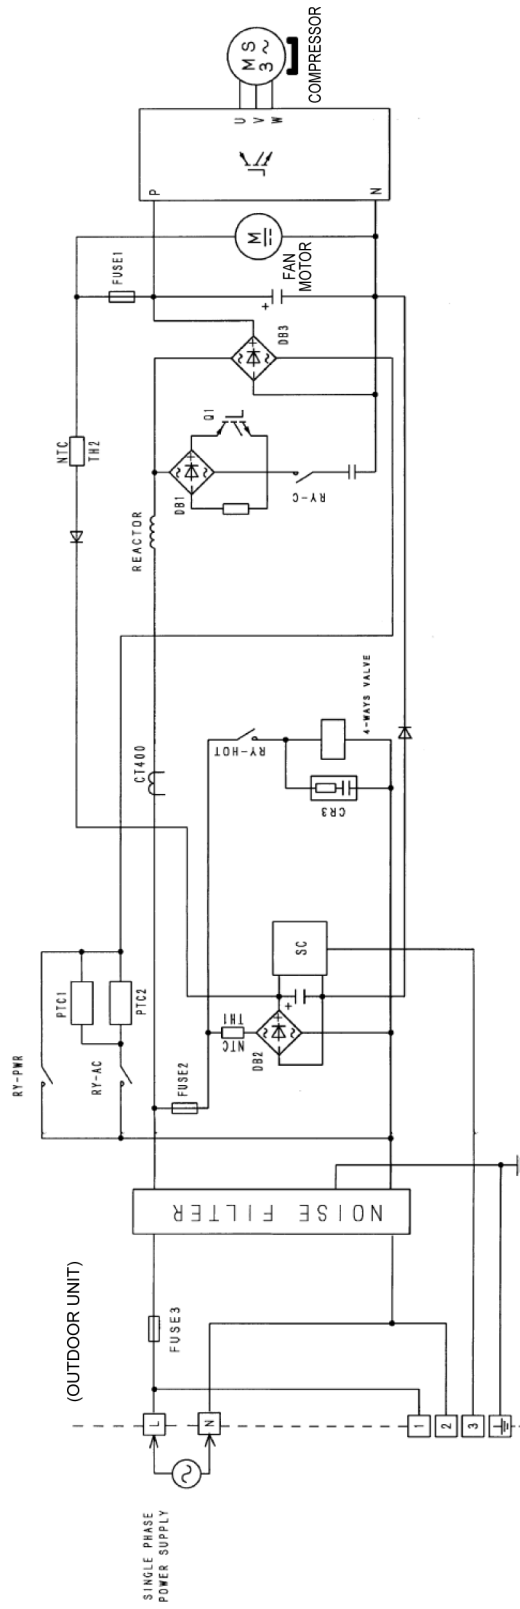 COMPRESSOR
M S
3 ~
U
V
W
P
N
M
FAN
MOTOR
FUSE1
+
DB3
Q1
NTC
TH2
DB1
RY-C
REACTOR
4-WAYS VALVE
RY-HOT
CT400
CR3
SC
+
PTC1
PTC2
NTC
TH1
DB2
RY-PWR
RY-AC
FUSE2
NOISE FILTER
(OUTDOOR UNIT)
FUSE3
L
N
1
2
3
SINGLE PHASE
POWER SUPPLY